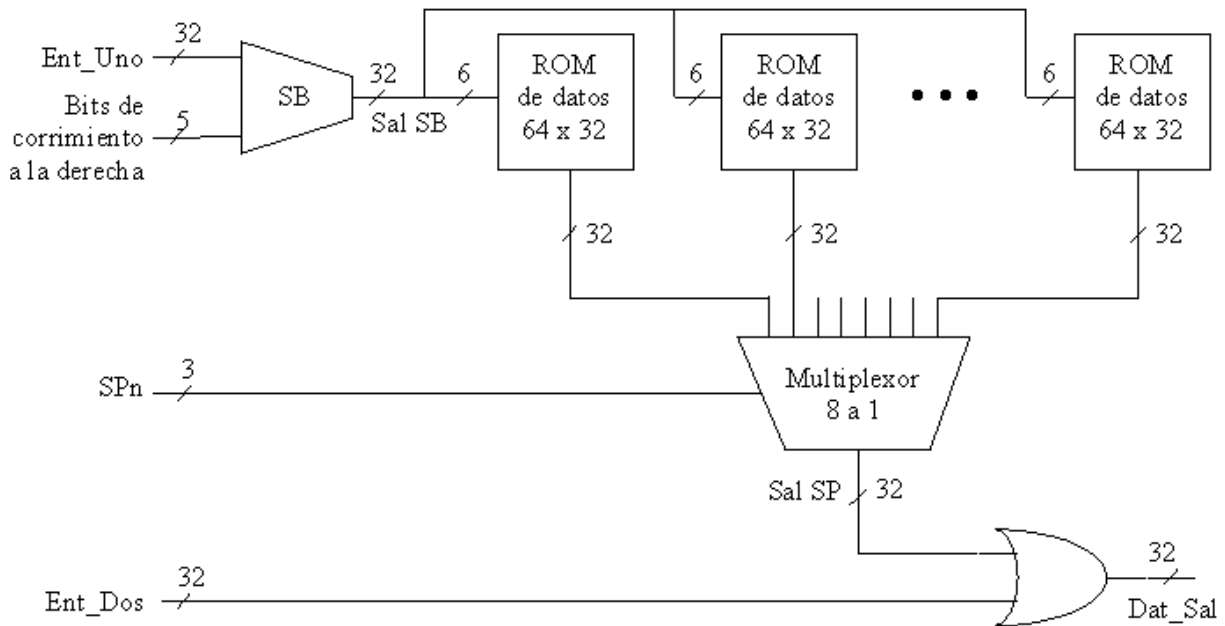 Ent_Uno
32
Bits de
corrimiento
a la derecha
5
SB
32
Sal SB
6
ROM
de datos
64 x 32
6
ROM
de datos
64 x 32
6
ROM
de datos
64 x 32
32
32
32
SPn
3
Multiplexor
8 a 1
Sal SP
32
Ent_Dos
32
32
Dat_Sal